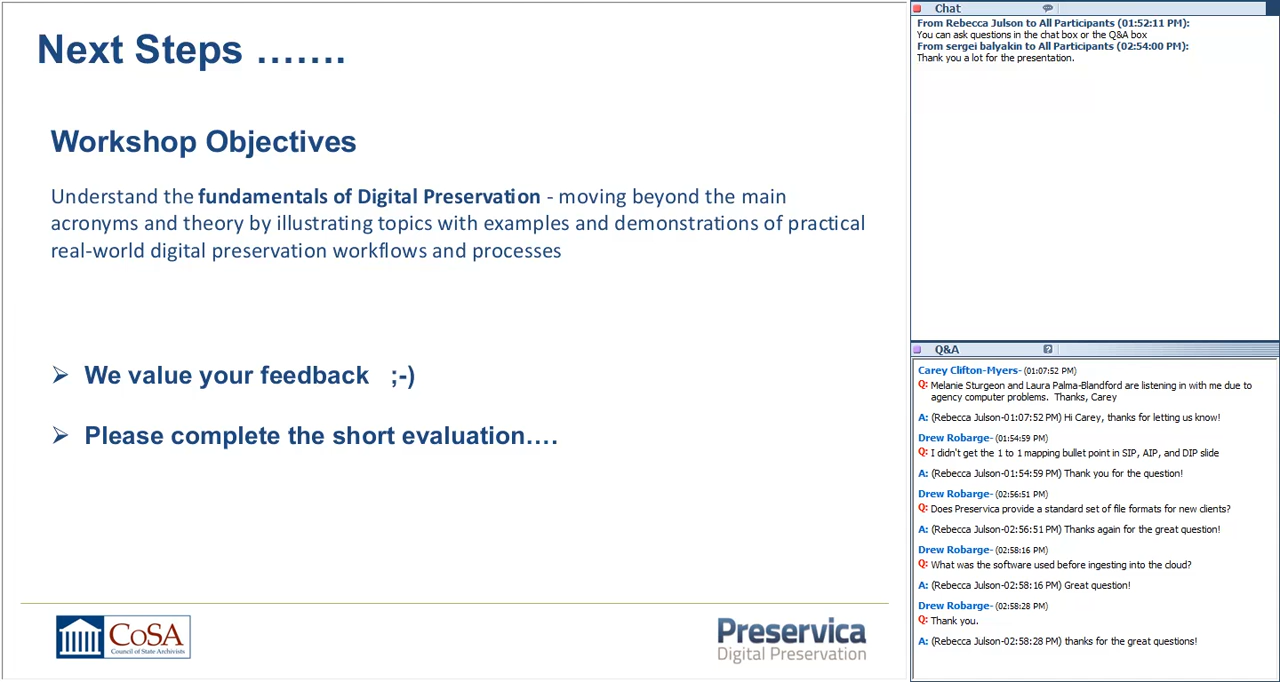 Next Steps .......
Workshop Objectives
Understand the fundamentals of Digital Preservation - moving beyond the main
acronyms and theory by illustrating topics with examples and demonstrations of practical
real-world digital preservation workflows and processes
We value your feedback ;-)
Please complete the short evaluation....
CoSA
Council of State Archivists
Preservica
Digital Preservation
Chat
From Rebecca Julson to All Participants (01:52:11 PM):
You can ask questions in the chat box or the Q&A box
From sergei balyakin to All Participants (02:54:00 PM):
Thank you a lot for the presentation.
Q&A
Carey Clifton-Myers- (01:07:52 PM)
Q: Melanie Sturgeon and Laura Palma-Blandford are listening in with me due to
agency computer problems. Thanks, Carey
A: (Rebecca Julson-01:07:52 PM) Hi Carey, thanks for letting us know!
Drew Robarge- (01:54:59 PM)
Q: I didn't get the 1 to 1 mapping bullet point in SIP, AIP, and DIP slide
A: (Rebecca Julson-01:54:59 PM) Thank you for the question!
Drew Robarge- (02:56:51 PM)
Q: Does Preservica provide a standard set of file formats for new clients?
A: (Rebecca Julson-02:56:51 PM) Thanks again for the great question!
Drew Robarge- (02:58:16 PM)
Q: What was the software used before ingesting into the cloud?
A: (Rebecca Julson-02:58:16 PM) Great question!
Drew Robarge- (02:58:28 PM)
Q: Thank you.
A: (Rebecca Julson-02:58:28 PM) thanks for the great questions!